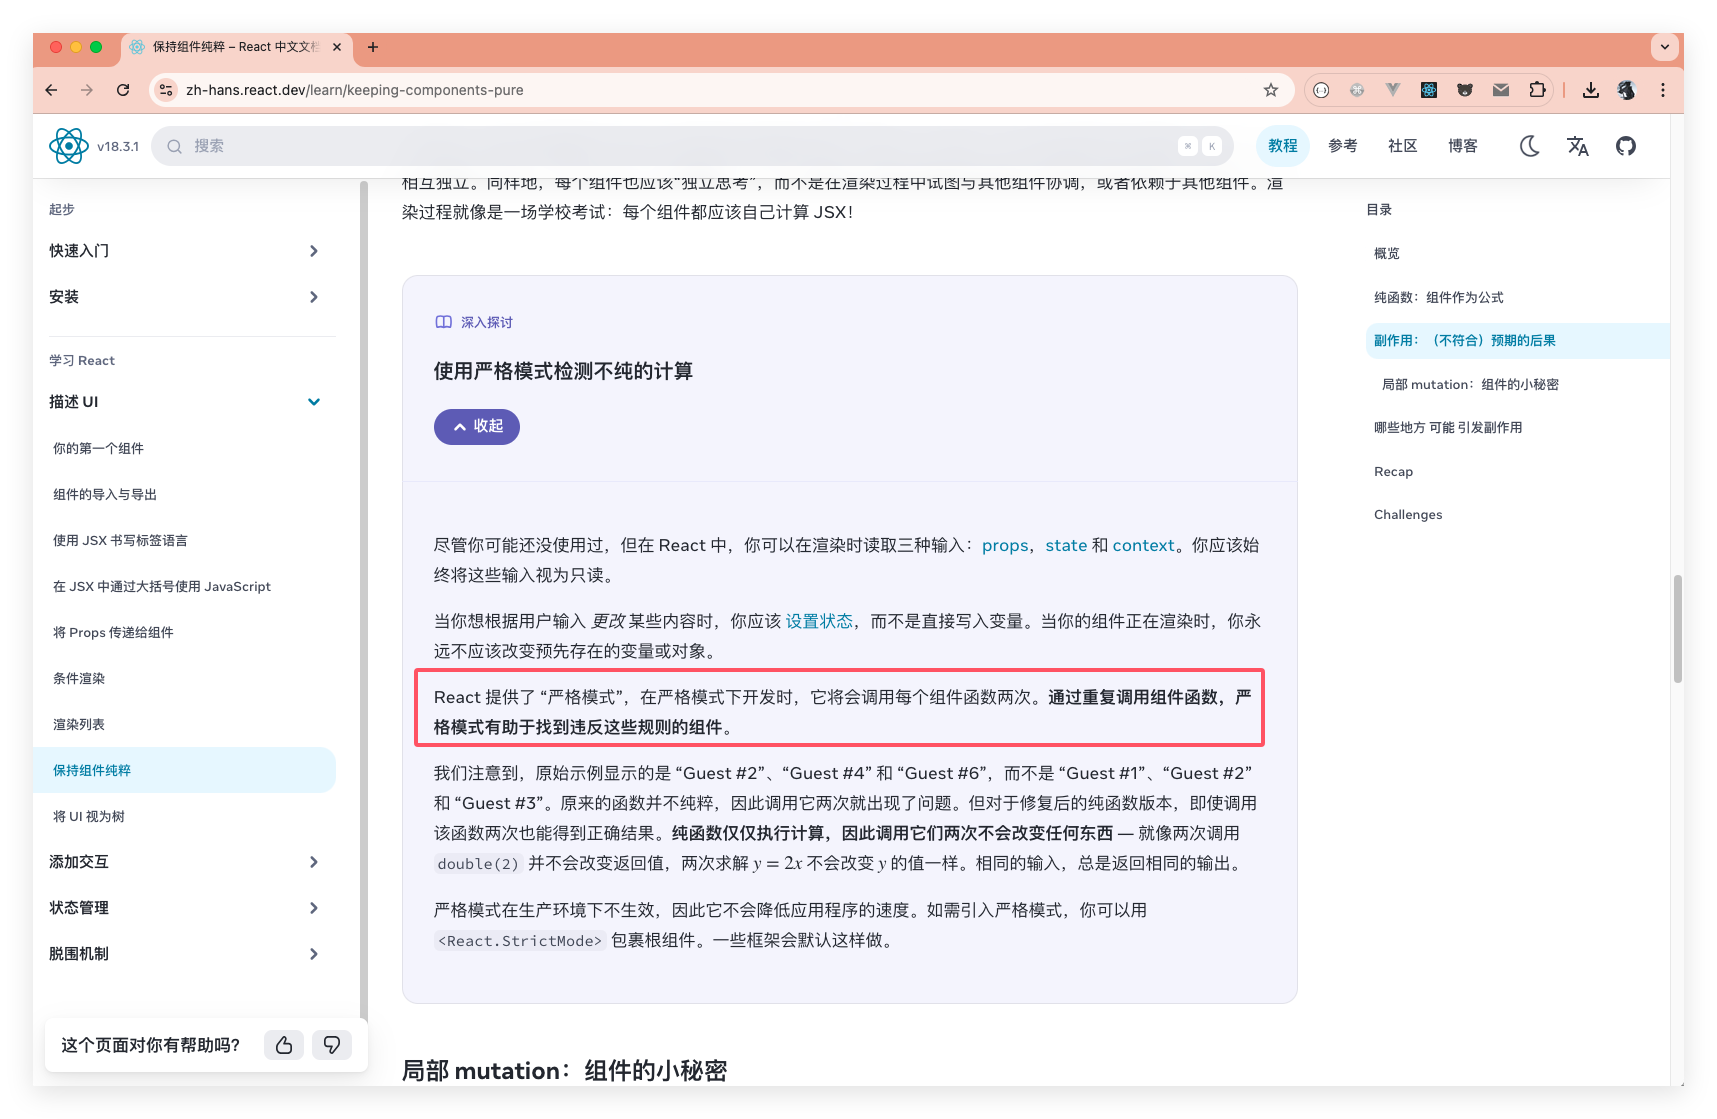 保持组件纯粹 – React 中文文档
zh-hans.react.dev/learn/keeping-components-pure
v18.3.1
搜索
⌘ K
教程
参考
社区
博客
起步
快速入门
安装
学习 React
描述 UI
你的第一个组件
组件的导入与导出
使用 JSX 书写标签语言
在 JSX 中通过大括号使用 JavaScript
将 Props 传递给组件
条件渲染
渲染列表
保持组件纯粹
将 UI 视为树
添加交互
状态管理
脱围机制
这个页面对你有帮助吗？
相互独立。同样地，每个组件也应该“独立思考”，而不是在渲染过程中试图与其他组件协调，或者依赖于其他组件。渲
染过程就像是一场学校考试：每个组件都应该自己计算 JSX！
深入探讨
使用严格模式检测不纯的计算
收起
尽管你可能还没使用过，但在 React 中，你可以在渲染时读取三种输入：props，state 和 context。你应该始
终将这些输入视为只读。
当你想根据用户输入 更改 某些内容时，你应该 设置状态，而不是直接写入变量。当你的组件正在渲染时，你永
远不应该改变预先存在的变量或对象。
React 提供了 “严格模式”，在严格模式下开发时，它将会调用每个组件函数两次。通过重复调用组件函数，严
格模式有助于找到违反这些规则的组件。
我们注意到，原始示例显示的是 “Guest #2”、“Guest #4” 和 “Guest #6”，而不是 “Guest #1”、“Guest #2”
和 “Guest #3”。原来的函数并不纯粹，因此调用它两次就出现了问题。但对于修复后的纯函数版本，即使调用
该函数两次也能得到正确结果。纯函数仅仅执行计算，因此调用它们两次不会改变任何东西 — 就像两次调用
double(2) 并不会改变返回值，两次求解 y = 2x 不会改变 y 的值一样。相同的输入，总是返回相同的输出。
严格模式在生产环境下不生效，因此它不会降低应用程序的速度。如需引入严格模式，你可以用
<React.StrictMode> 包裹根组件。一些框架会默认这样做。
局部 mutation：组件的小秘密
目录
概览
纯函数：组件作为公式
副作用：（不符合）预期的后果
局部 mutation：组件的小秘密
哪些地方 可能 引发副作用
Recap
Challenges